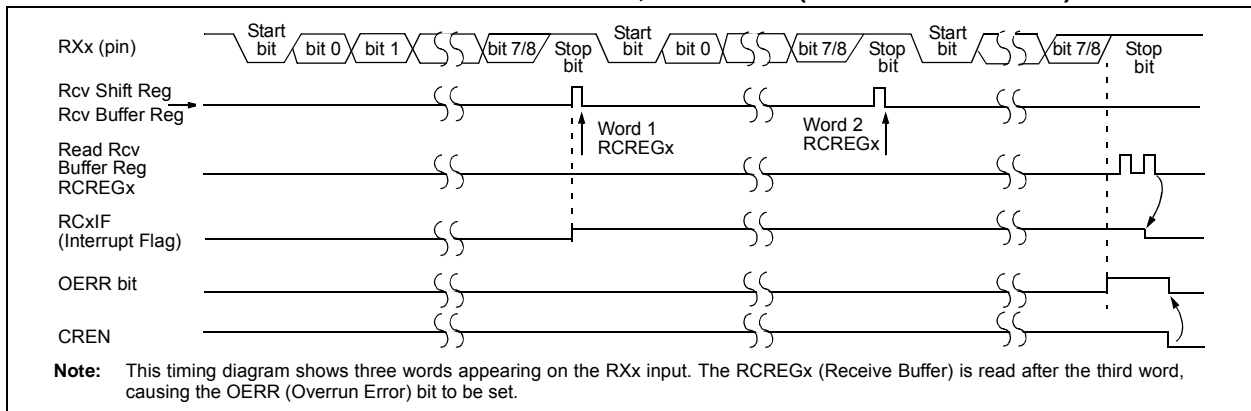 RXx (pin)
Start bit
bit 0
bit 1
bit 7/8
Stop bit
Start bit
bit 0
bit 7/8
Stop bit
Start bit
bit 7/8
Stop bit
Rcv Shift Reg
Rcv Buffer Reg
Word 1
RCREGx
Word 2
RCREGx
Read Rcv
Buffer Reg
RCREGx
RCxIF
(Interrupt Flag)
OERR bit
CREN
Note: This timing diagram shows three words appearing on the RXx input. The RCREGx (Receive Buffer) is read after the third word,
causing the OERR (Overrun Error) bit to be set.